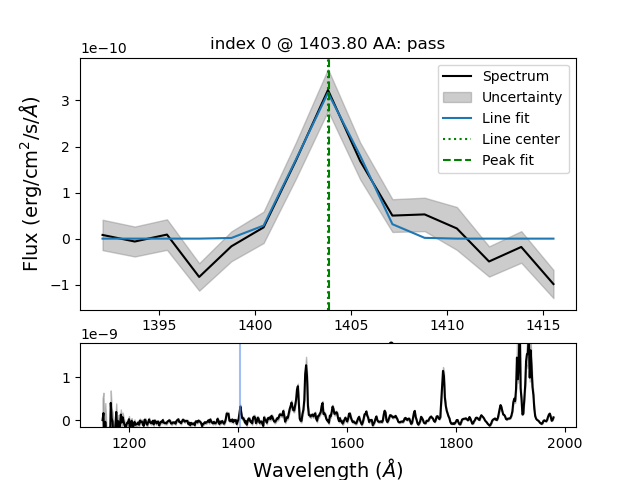 index 0 @ 1403.80 AA: pass
1e−10
Flux (erg/cm²/s/Å)
3
2
1
0
−1
Spectrum
Uncertainty
Line fit
Line center
Peak fit
1395 1400 1405 1410 1415
1e−9
1
0
1200 1400 1600 1800 2000
Wavelength (Å)